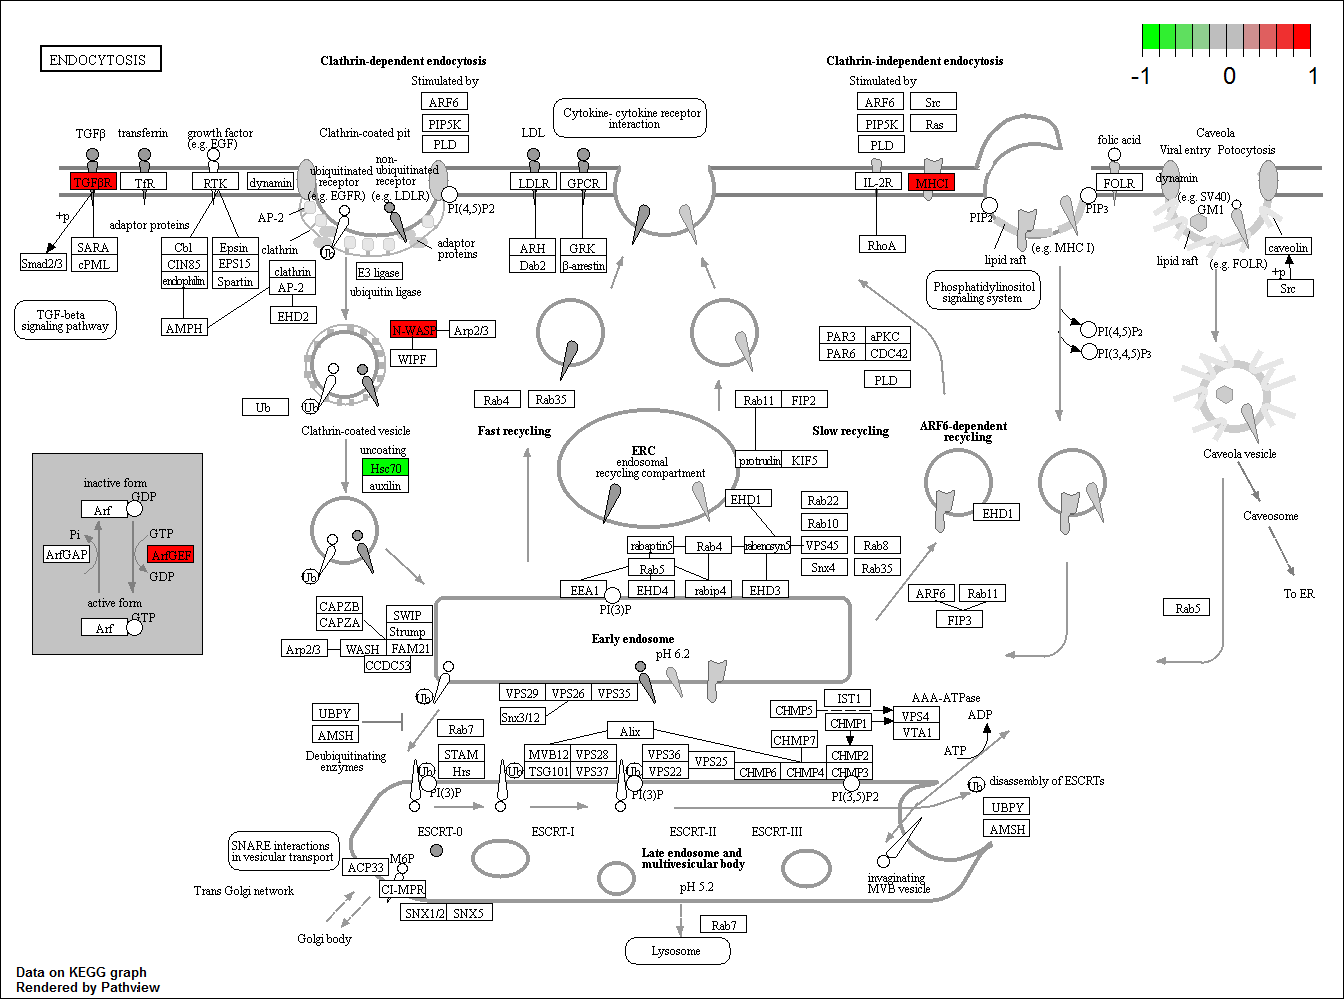 ENDOCYTOSIS
-1
0
1
Clathrin-dependent endocytosis
Stimulated by
ARF6
PIP5K
PLD
Clathrin-independent endocytosis
Stimulated by
ARF6
Src
PIP5K
Ras
PLD
Cytokine- cytokine receptor
interaction
TGFβ
transferrin
growth factor
(e.g. EGF)
Clathrin-coated pit
LDL
folic acid
Caveola
Viral entry
Potocytosis
TGFβR
TfR
RTK
dynamin
ubiquitinated
receptor
(e.g. EGFR)
non-
ubiquitinated
receptor
(e.g. LDLR)
LDLR
GPCR
IL-2R
MHCI
FOLR
dynamin
(e.g. SV40)
GM1
+p
adaptor proteins
AP-2
PI(4,5)P2
PIP2
PIP3
Smad2/3
SARA
cPML
Cbl
CIN85
endophilin
Epsin
EPS15
Spartin
clathrin
Ub
adaptor
proteins
ARH
Dab2
GRK
β-arrestin
RhoA
(e.g. MHC I)
lipid raft
lipid raft
(e.g. FOLR)
caveolin
+p
Src
clathrin
AP-2
EHD2
E3 ligase
ubiquitin ligase
Phosphatidylinositol
signaling system
TGF-beta
signaling pathway
AMPH
N-WASP
Arp2/3
WIPF
PAR3
aPKC
PAR6
CDC42
PLD
PI(4,5)P2
PI(3,4,5)P3
Ub
Ub
Rab4
Rab35
Rab11
FIP2
Clathrin-coated vesicle
Fast recycling
Slow recycling
ARF6-dependent
recycling
uncoating
Hsc70
auxilin
ERC
endosomal
recycling compartment
protrudin
KIF5
Caveola vesicle
inactive form
GDP
Arf
Pi
GTP
ArfGAP
ArfGEF
GDP
active form
GTP
Arf
EHD1
Rab22
Rab10
EHD1
Caveosome
rabaptin5
Rab4
rabenosyn5
VPS45
Rab8
Rab5
Snx4
Rab35
Ub
EEA1
EHD4
rabip4
EHD3
PI(3)P
ARF6
Rab11
FIP3
To ER
Rab5
CAPZB
CAPZA
SWIP
Strump
Arp2/3
WASH
FAM21
CCDC53
Early endosome
pH 6.2
Ub
VPS29
VPS26
VPS35
Snx3/12
IST1
AAA-ATPase
CHMP5
CHMP1
VPS4
VTA1
ADP
ATP
UBPY
AMSH
Deubiquitinating
enzymes
Rab7
Alix
STAM
Hrs
MVB12
VPS28
TSG101
VPS37
VPS36
VPS22
VPS25
CHMP7
CHMP2
CHMP6
CHMP4
CHMP3
Ub
PI(3)P
Ub
Ub
PI(3)P
PI(3,5)P2
Ub
disassembly of ESCRTs
UBPY
AMSH
ESCRT-0
ESCRT-I
ESCRT-II
ESCRT-III
SNARE interactions
in vesicular transport
ACP33
M6P
CI-MPR
SNX1/2
SNX5
Late endosome and
multivesicular body
pH 5.2
invaginating
MVB vesicle
Trans Golgi network
Golgi body
Rab7
Lysosome
Data on KEGG graph
Rendered by Pathview